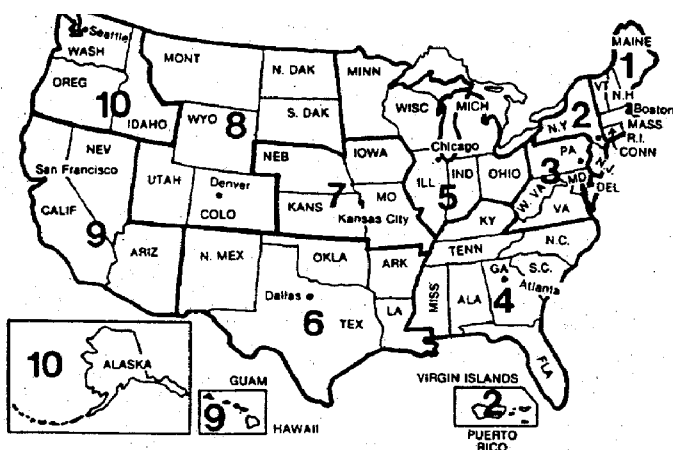 Seattle
WASH
MONT
N. DAK
MINN
MAINE
1
OREG
10
IDAHO
WYO
8
S. DAK
WISC
MICH
VT
N.H
Boston
MASS
R.I.
CONN
N.Y.
2
NEV
NEB
IOWA
Chicago
PA
3
N.J.
San Francisco
UTAH
Denver
COLO
7
KANS
Kansas City
MO
ILL
5
IND
OHIO
W. VA
MD
DEL
VA
CALIF
9
KY
ARIZ
N. MEX
OKLA
ARK
TENN
N.C.
S.C.
GA
Atlanta
4
Dallas
6
TEX
LA
MISS
ALA
FLA
10
ALASKA
GUAM
9
HAWAII
VIRGIN ISLANDS
2
PUERTO
RICO